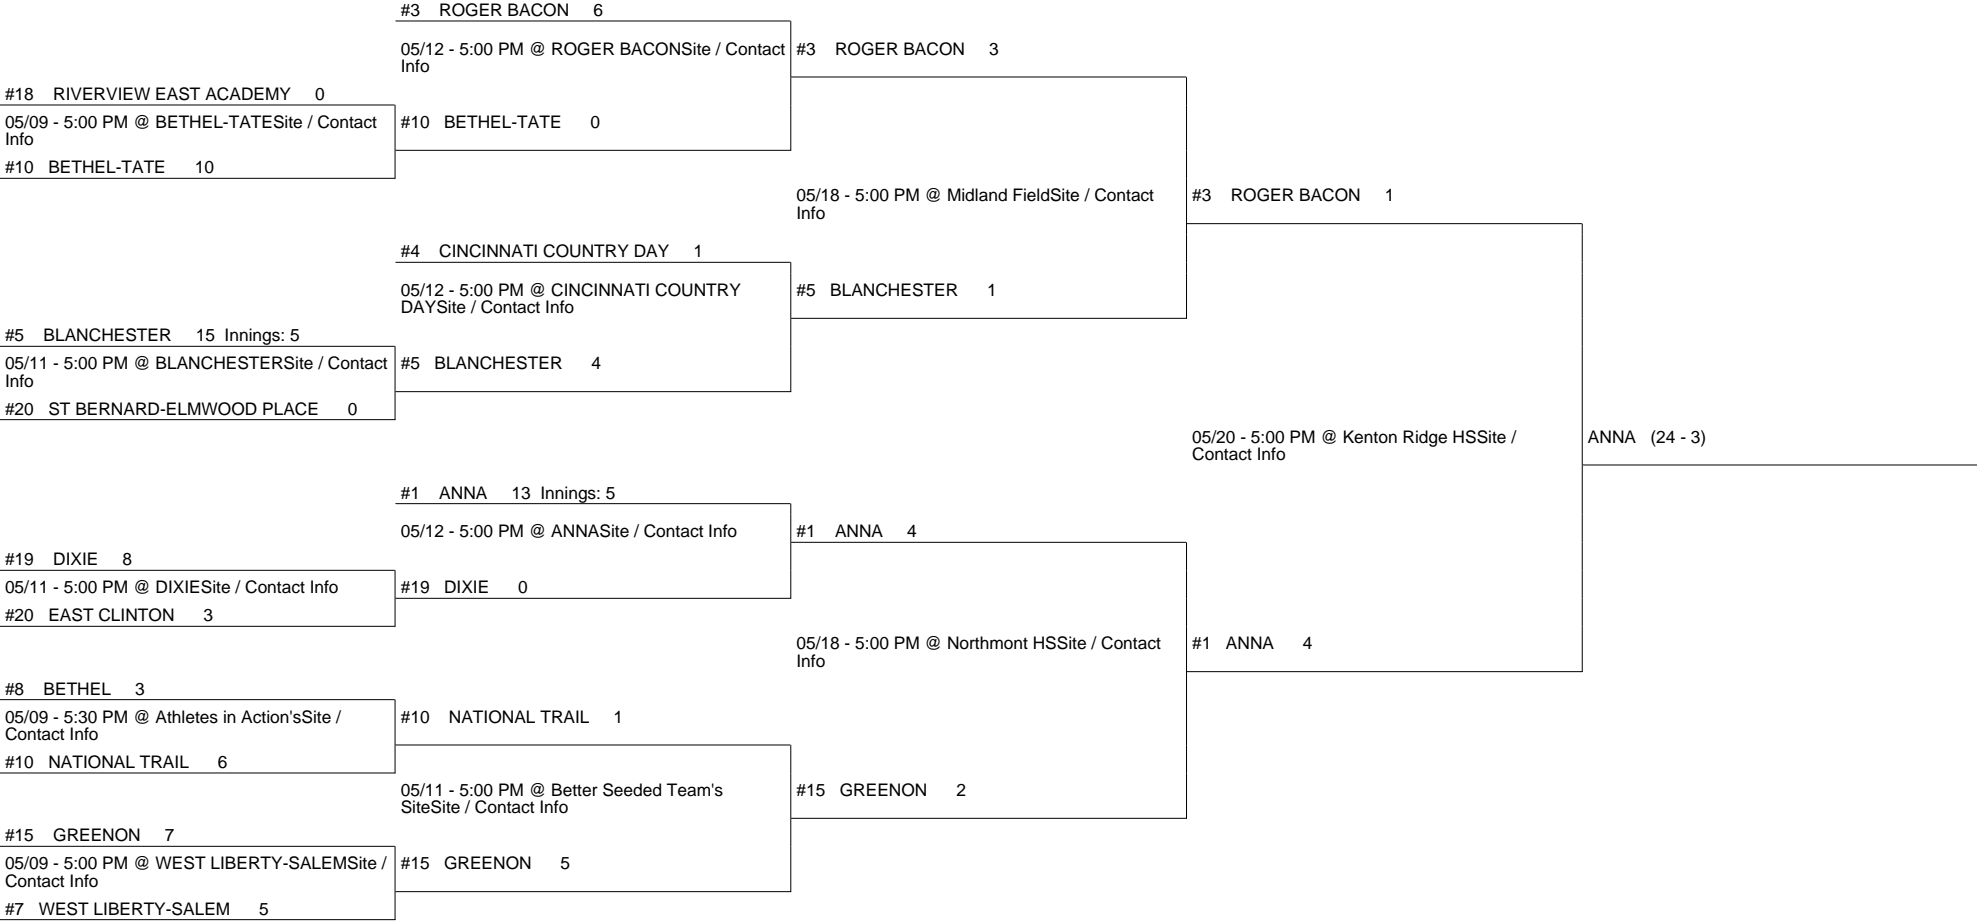 #3 ROGER BACON 6
05/12 - 5:00 PM @ ROGER BACONSite / Contact
Info
#3 ROGER BACON 3
#18 RIVERVIEW EAST ACADEMY 0
05/09 - 5:00 PM @ BETHEL-TATESite / Contact
Info
#10 BETHEL-TATE 0
#10 BETHEL-TATE 10
05/18 - 5:00 PM @ Midland FieldSite / Contact
Info
#3 ROGER BACON 1
#4 CINCINNATI COUNTRY DAY 1
05/12 - 5:00 PM @ CINCINNATI COUNTRY
DAYSite / Contact Info
#5 BLANCHESTER 1
#5 BLANCHESTER 15 Innings: 5
05/11 - 5:00 PM @ BLANCHESTERSite / Contact
Info
#5 BLANCHESTER 4
#20 ST BERNARD-ELMWOOD PLACE 0
05/20 - 5:00 PM @ Kenton Ridge HSSite /
Contact Info
ANNA (24 - 3)
#1 ANNA 13 Innings: 5
05/12 - 5:00 PM @ ANNASite / Contact Info
#1 ANNA 4
#19 DIXIE 8
05/11 - 5:00 PM @ DIXIESite / Contact Info
#19 DIXIE 0
#20 EAST CLINTON 3
05/18 - 5:00 PM @ Northmont HSSite / Contact
Info
#1 ANNA 4
#8 BETHEL 3
05/09 - 5:30 PM @ Athletes in Action'sSite /
Contact Info
#10 NATIONAL TRAIL 1
#10 NATIONAL TRAIL 6
05/11 - 5:00 PM @ Better Seeded Team's
SiteSite / Contact Info
#15 GREENON 2
#15 GREENON 7
05/09 - 5:00 PM @ WEST LIBERTY-SALEMSite /
Contact Info
#15 GREENON 5
#7 WEST LIBERTY-SALEM 5